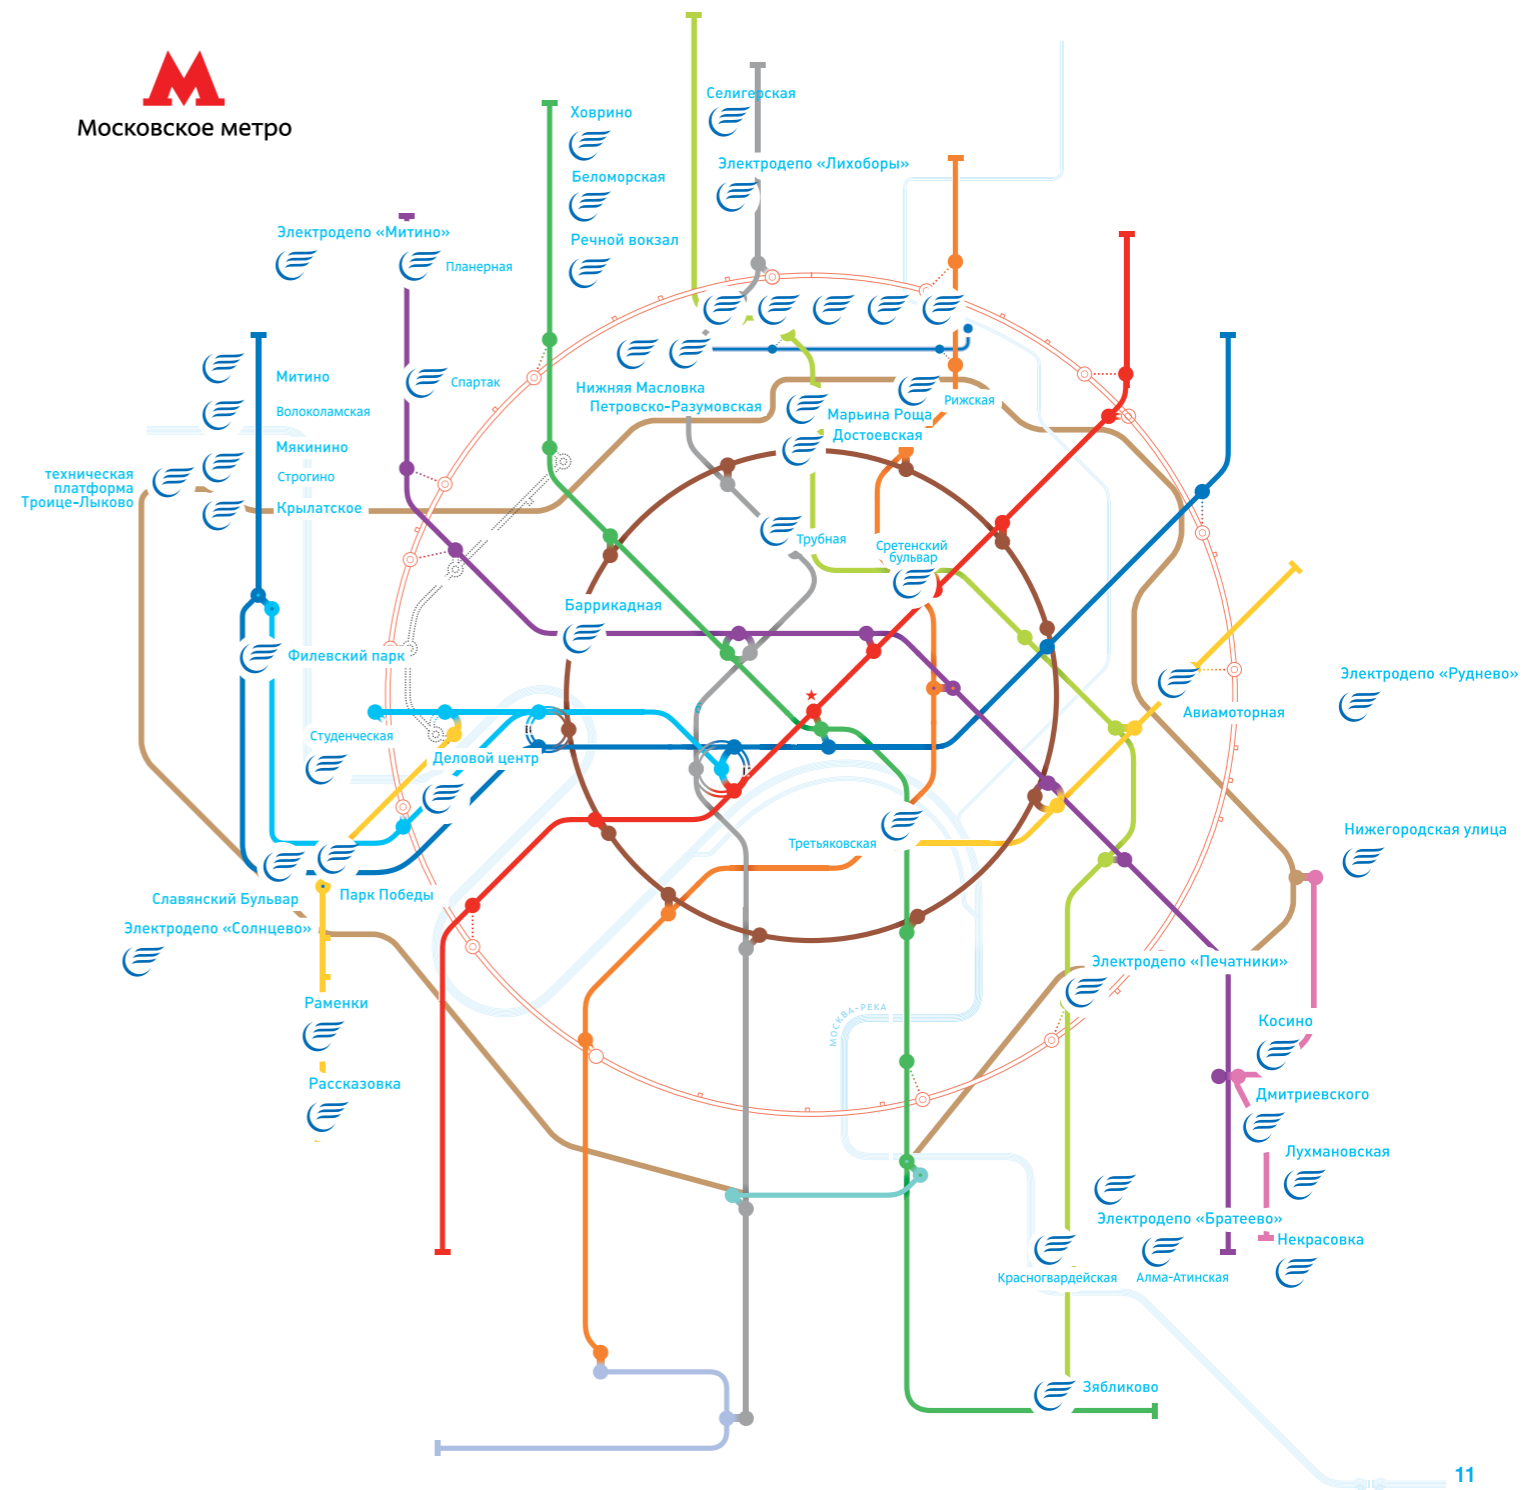 Московское метро
Ховрино
Беломорская
Речной вокзал
Селигерская
Электродепо «Лихоборы»
Электродепо «Митино»
Планерная
Спартак
Митино
Волоколамская
Мякинино
Строгино
Крылатское
техническая
платформа
Троице-Лыково
Нижняя Масловка
Петровско-Разумовская
Рижская
Марьина Роща
Достоевская
Трубная
Сретенский
бульвар
Баррикадная
Филевский парк
Студенческая
Деловой центр
Авиамоторная
Электродепо «Руднево»
Нижегородская улица
Третьяковская
Славянский Бульвар
Парк Победы
Электродепо «Солнцево»
Раменки
Рассказовка
Электродепо «Печатники»
МОСКВА-РЕКА
Косино
Дмитриевского
Лухмановская
Электродепо «Братеево»
Некрасовка
Красногвардейская
Алма-Атинская
Зябликово
11